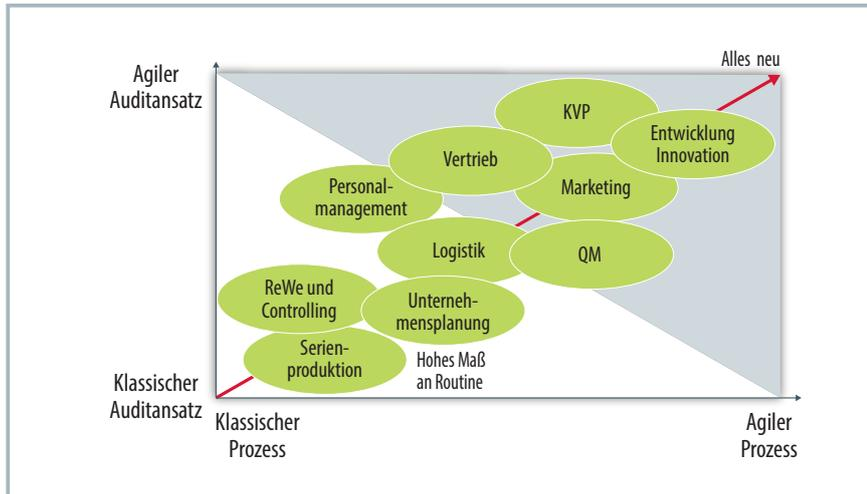 Alles neu
Agiler
Auditansatz
KVP
Entwicklung
Innovation
Vertrieb
Personal-
management
Marketing
Logistik
QM
ReWe und
Controlling
Unterneh-
mensplanung
Serien-
produktion
Hohes Maß
an Routine
Klassischer
Auditansatz
Klassischer
Prozess
Agiler
Prozess